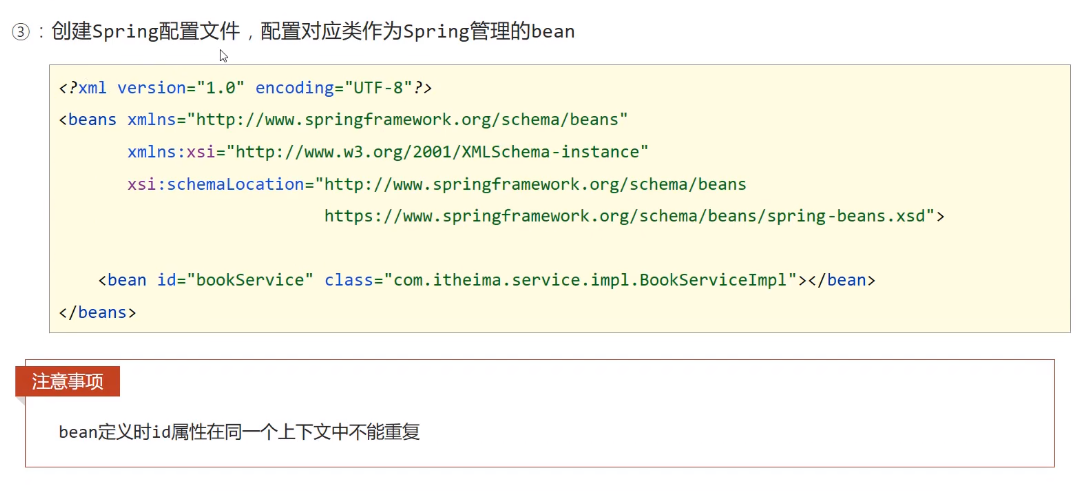 ③：创建Spring配置文件，配置对应类作为Spring管理的bean
<?xml version="1.0" encoding="UTF-8"?>
<beans xmlns="http://www.springframework.org/schema/beans"
xmlns:xsi="http://www.w3.org/2001/XMLSchema-instance"
xsi:schemaLocation="http://www.springframework.org/schema/beans
https://www.springframework.org/schema/beans/spring-beans.xsd">
<bean id="bookService" class="com.itheima.service.impl.BookServiceImpl"></bean>
</beans>
注意事项
bean定义时id属性在同一个上下文中不能重复